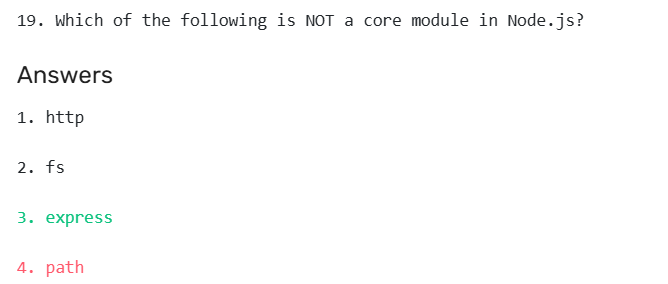 19. Which of the following is NOT a core module in Node.js?
Answers
1. http
2. fs
3. express
4. path